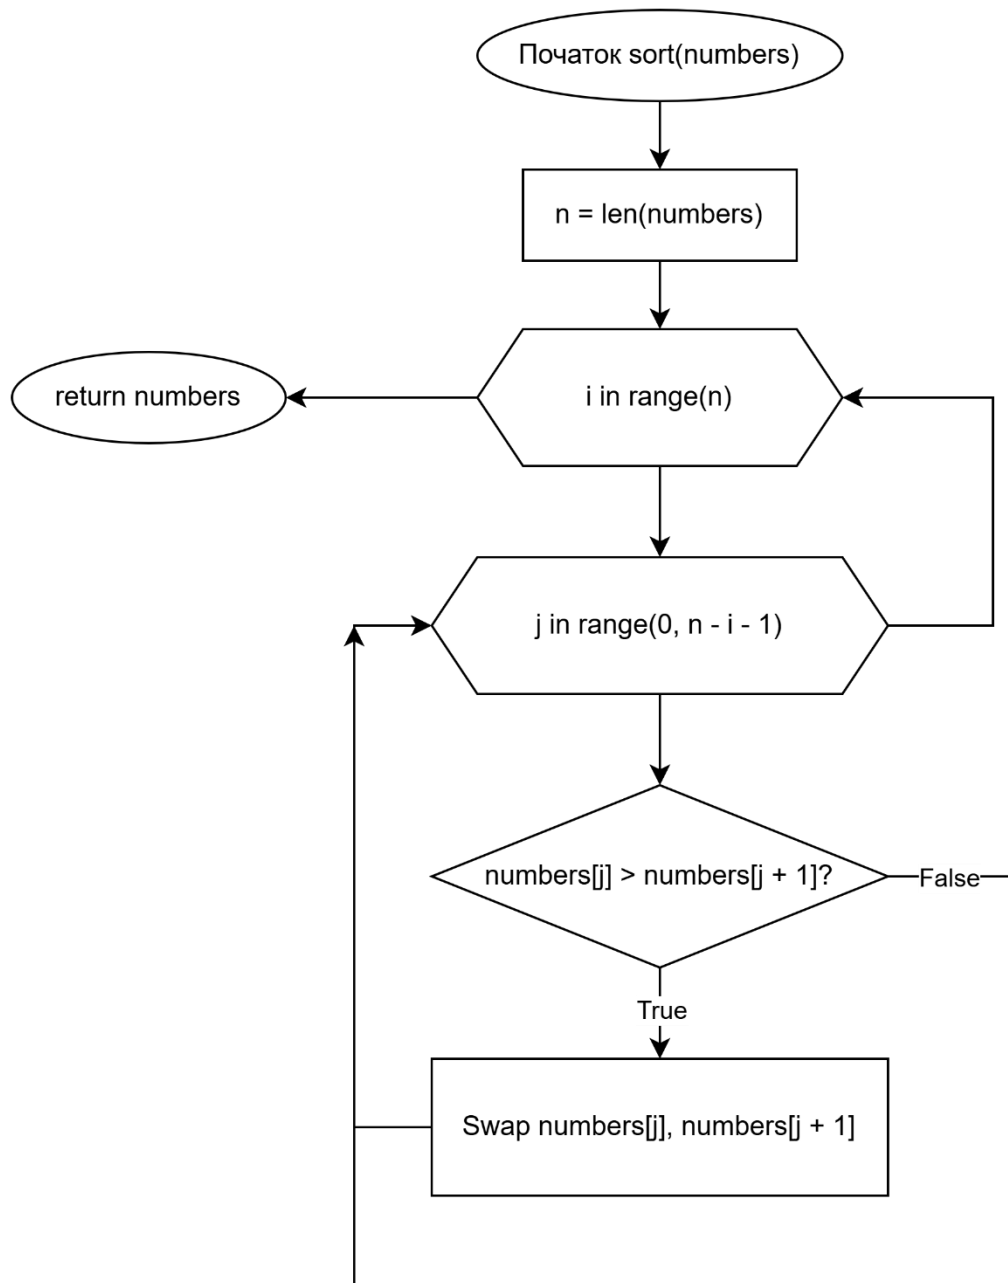 Початок sort(numbers)
n = len(numbers)
return numbers
i in range(n)
j in range(0, n - i - 1)
numbers[j] > numbers[j + 1]?
False
True
Swap numbers[j], numbers[j + 1]